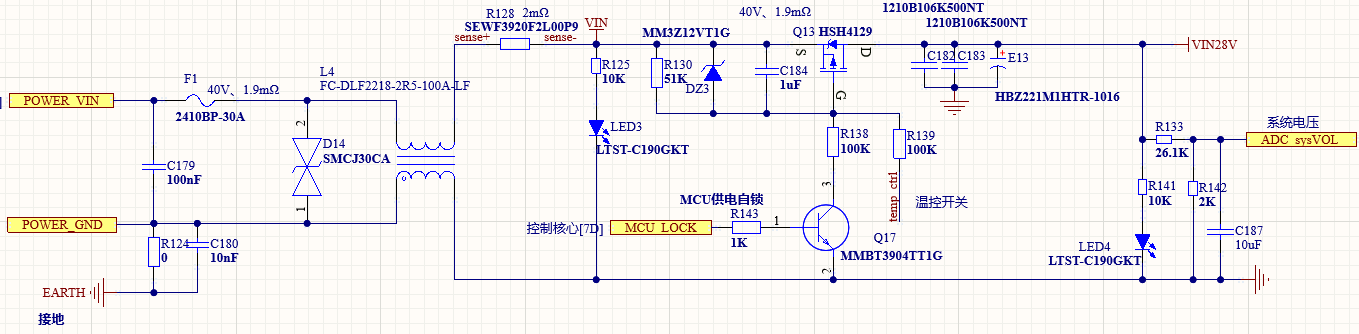 R128 2mΩ
SEWF3920F2L00P9
sense+
sense-
VIN
MM3Z12VT1G
40V、1.9mΩ
Q13 HSH4129
S
D
G
1210B106K500NT
1210B106K500NT
C182
C183
E13
HBZ221M1HTR-1016
VIN28V
F1
40V、1.9mΩ
2410BP-30A
L4
FC-DLF2218-2R5-100A-LF
POWER_VIN
R125
10K
R130
51K
DZ3
C184
1uF
LED3
LTST-C190GKT
D14
SMCJ30CA
2
1
C179
100nF
R138
100K
R139
100K
temp_ctrl
温控开关
R133
26.1K
系统电压
ADC_sysVOL
R141
10K
R142
2K
C187
10uF
LED4
LTST-C190GKT
MCU供电自锁
控制核心[7D]
MCU_LOCK
R143
1K
1
3
2
Q17
MMBT3904TT1G
POWER_GND
R124
0
C180
10nF
EARTH
接地